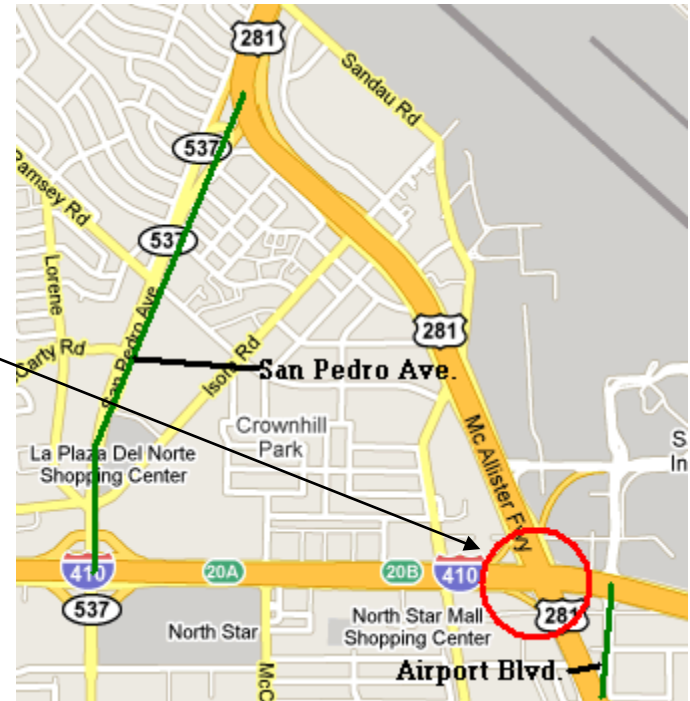 281
Sandau Rd
537
Ramsey Rd
537
Lorene
San Pedro Ave
281
Carty Rd
San Pedro Ave.
Isom Rd
Crownhill
Park
Mc Allister Fwy
S
In
La Plaza Del Norte
Shopping Center
410
20A
20B
410
537
North Star
North Star Mall
Shopping Center
281
McC
Airport Blvd.